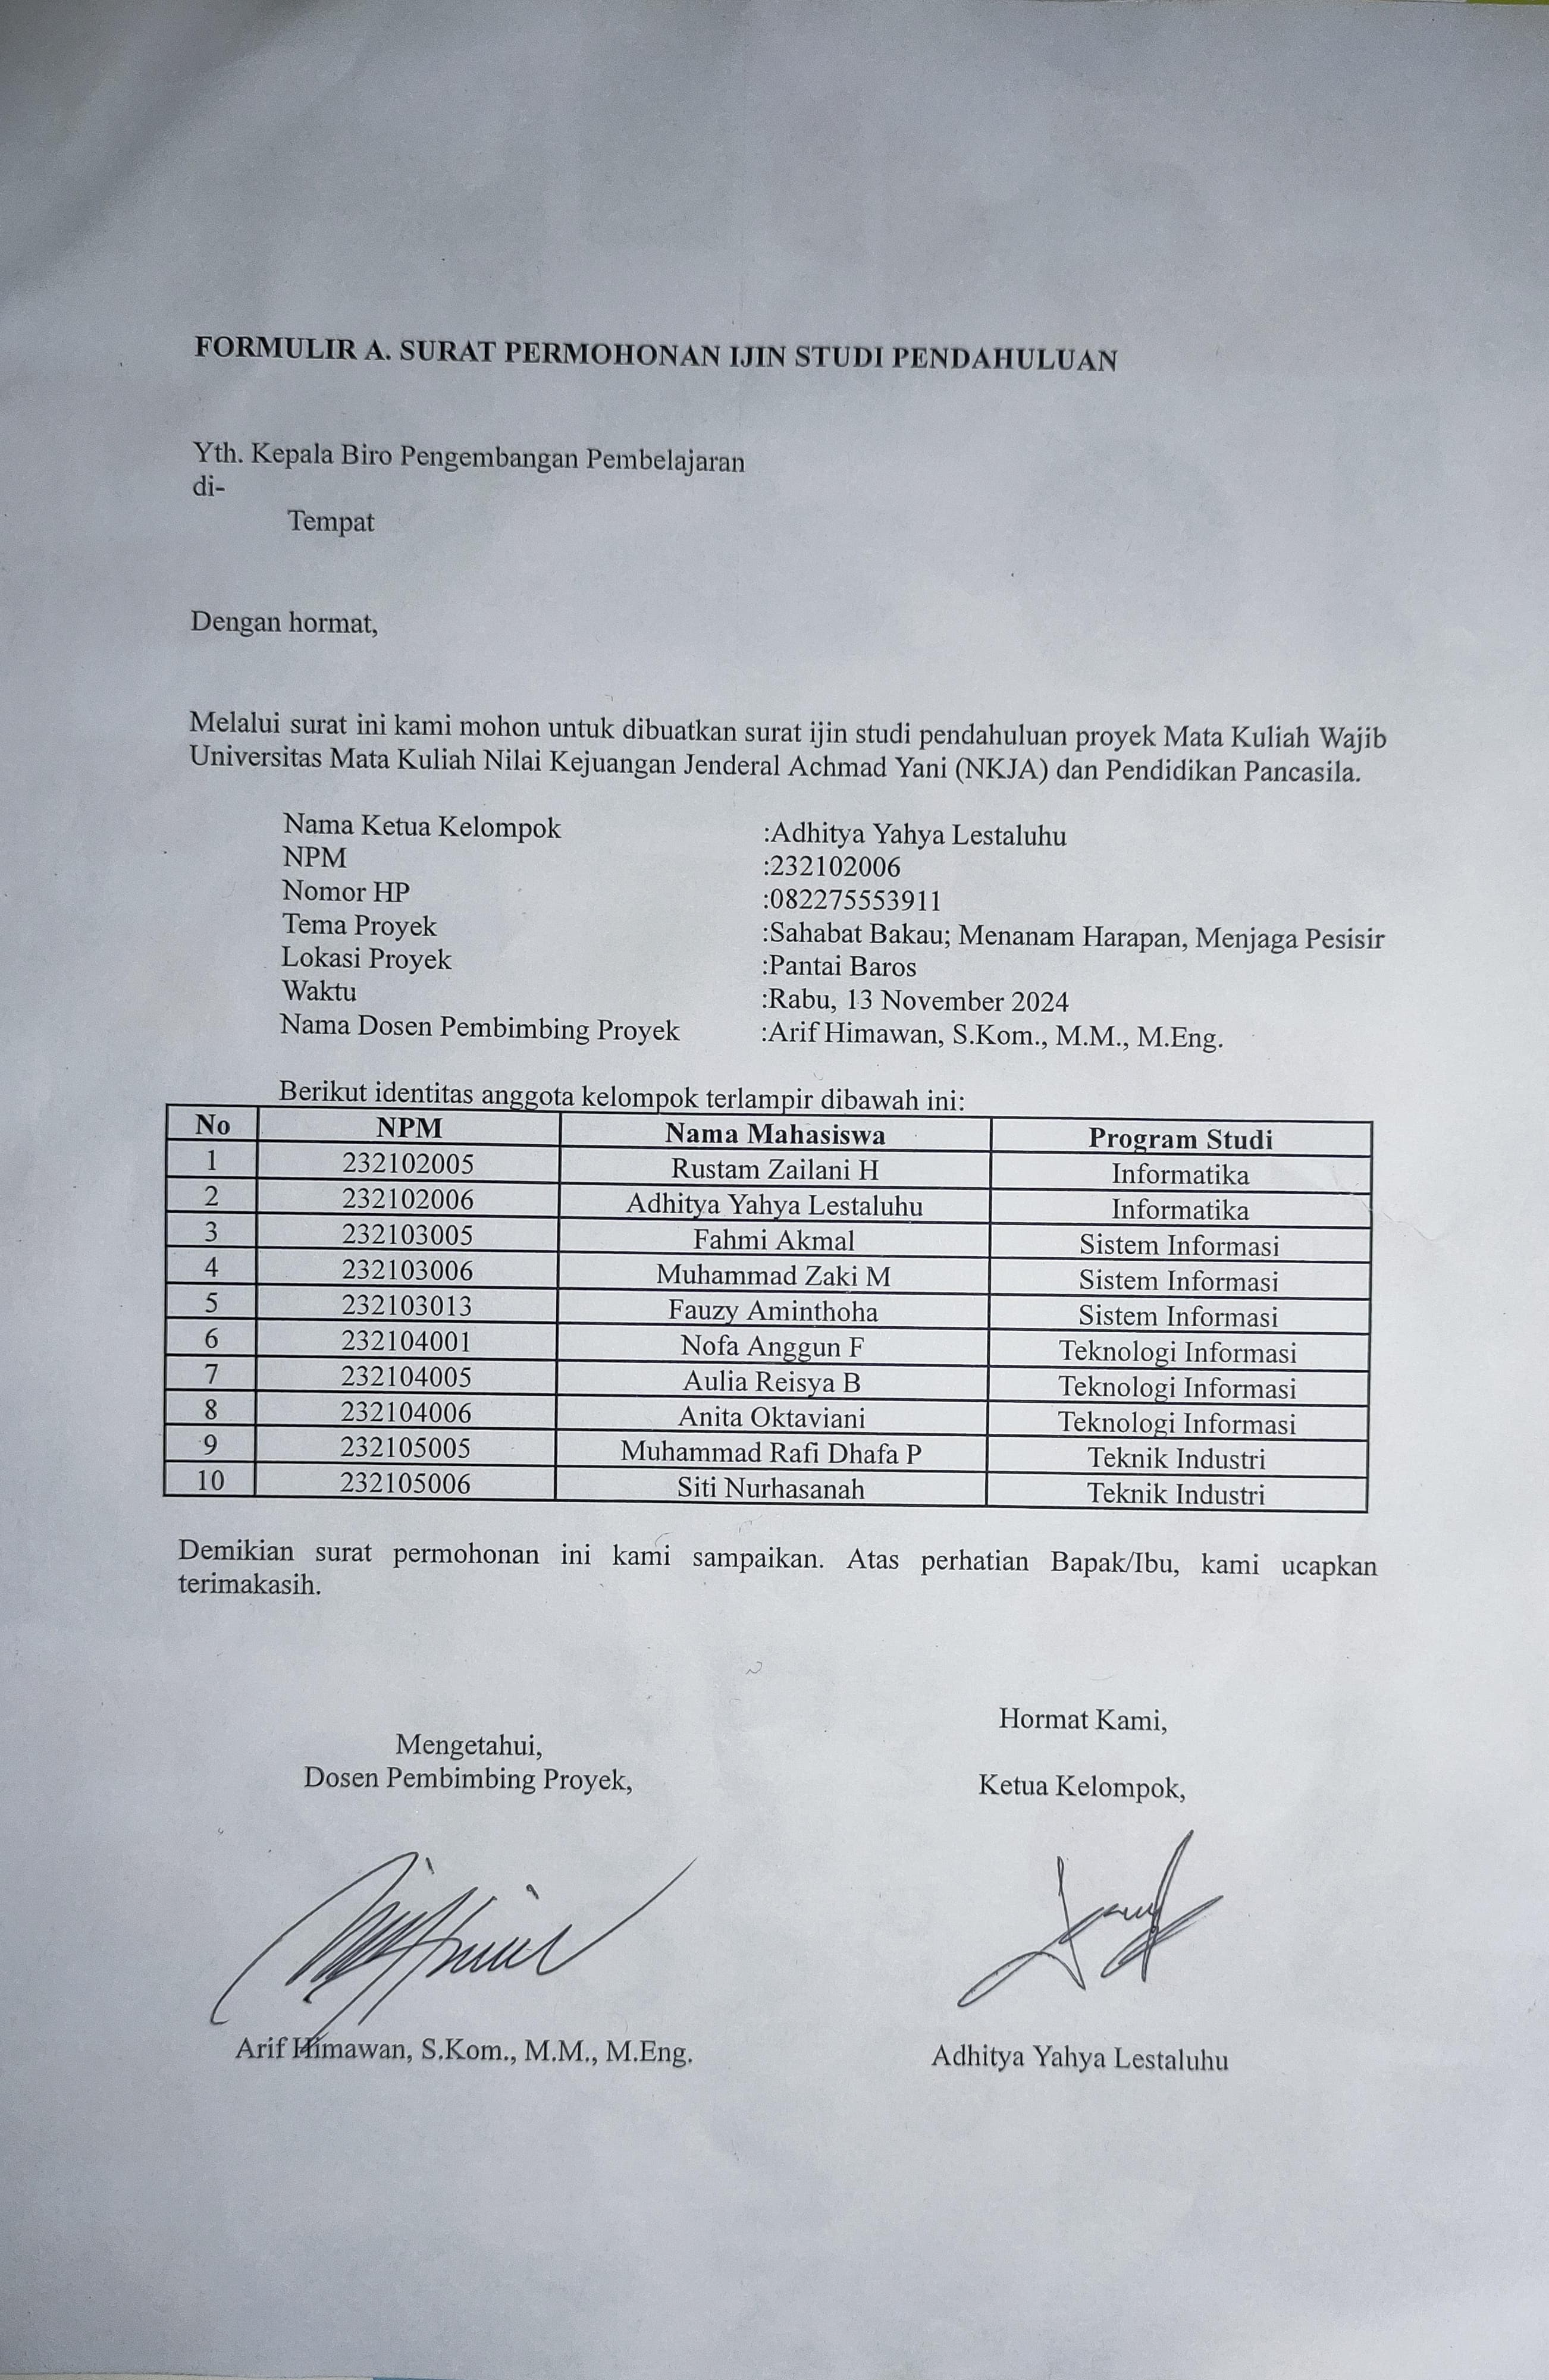 FORMULIR A. SURAT PERMOHONAN IJIN STUDI PENDAHULUAN
Yth. Kepala Biro Pengembangan Pembelajaran
di-
Tempat
Dengan hormat,
Melalui surat ini kami mohon untuk dibuatkan surat ijin studi pendahuluan proyek Mata Kuliah Wajib
Universitas Mata Kuliah Nilai Kejuangan Jenderal Achmad Yani (NKJA) dan Pendidikan Pancasila.
Nama Ketua Kelompok :Adhitya Yahya Lestaluhu
NPM :232102006
Nomor HP :082275553911
Tema Proyek :Sahabat Bakau; Menanam Harapan, Menjaga Pesisir
Lokasi Proyek :Pantai Baros
Waktu :Rabu, 13 November 2024
Nama Dosen Pembimbing Proyek :Arif Himawan, S.Kom., M.M., M.Eng.
Berikut identitas anggota kelompok terlampir dibawah ini:
No NPM Nama Mahasiswa Program Studi
1 232102005 Rustam Zailani H Informatika
2 232102006 Adhitya Yahya Lestaluhu Informatika
3 232103005 Fahmi Akmal Sistem Informasi
4 232103006 Muhammad Zaki M Sistem Informasi
5 232103013 Fauzy Aminthoha Sistem Informasi
6 232104001 Nofa Anggun F Teknologi Informasi
7 232104005 Aulia Reisya B Teknologi Informasi
8 232104006 Anita Oktaviani Teknologi Informasi
9 232105005 Muhammad Rafi Dhafa P Teknik Industri
10 232105006 Siti Nurhasanah Teknik Industri
Demikian surat permohonan ini kami sampaikan. Atas perhatian Bapak/Ibu, kami ucapkan
terimakasih.
Mengetahui,
Dosen Pembimbing Proyek,
Arif Himawan, S.Kom., M.M., M.Eng.
Hormat Kami,
Ketua Kelompok,
Adhitya Yahya Lestaluhu